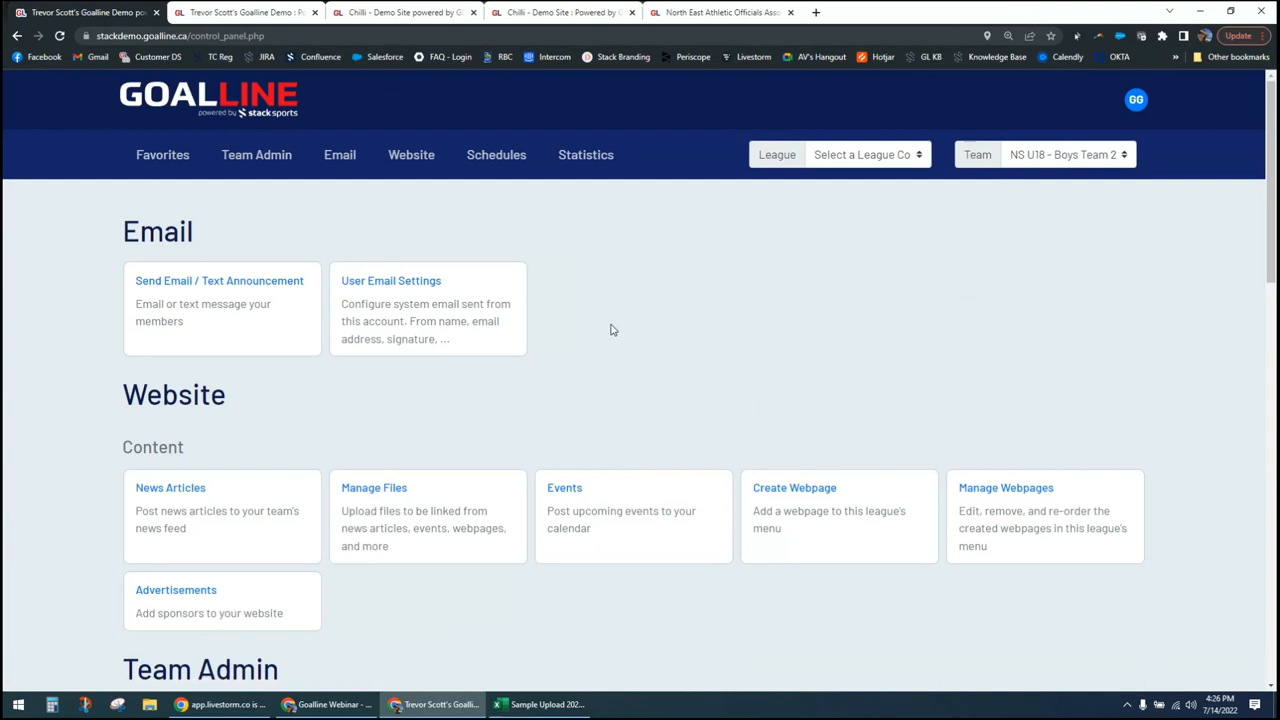 Trevor Scott's Goalline Demo po
Trevor Scott's Goalline Demo : Po
Chilli - Demo Site powered by G
Chilli - Demo Site : Powered by G
North East Athletic Officials Asso
stackdemo.goalline.ca/control_panel.php
Update
Facebook
Gmail
Customer DS
TC Reg
JIRA
Confluence
Salesforce
FAQ - Login
RBC
Intercom
Stack Branding
Periscope
Livestorm
AV's Hangout
Hotjar
GL KB
Knowledge Base
Calendly
OKTA
»
Other bookmarks
GOALLINE
powered by stack sports
GG
Favorites
Team Admin
Email
Website
Schedules
Statistics
League
Select a League Co
Team
NS U18 - Boys Team 2
Email
Send Email / Text Announcement
Email or text message your
members
User Email Settings
Configure system email sent from
this account. From name, email
address, signature, ...
Website
Content
News Articles
Post news articles to your team's
news feed
Manage Files
Upload files to be linked from
news articles, events, webpages,
and more
Events
Post upcoming events to your
calendar
Create Webpage
Add a webpage to this league's
menu
Manage Webpages
Edit, remove, and re-order the
created webpages in this league's
menu
Advertisements
Add sponsors to your website
Team Admin
app.livestorm.co is ...
Goalline Webinar - ...
Trevor Scott's Goalli...
Sample Upload 202...
4:26 PM
7/14/2022